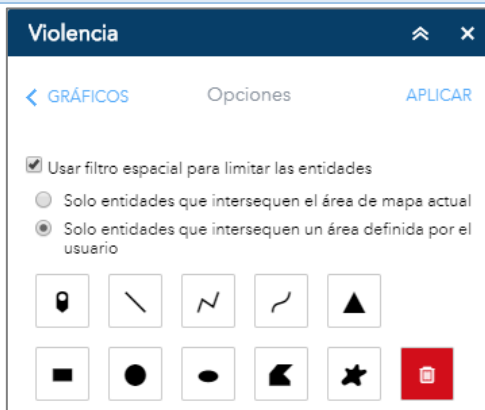 Violencia
GRÁFICOS Opciones APLICAR
Usar filtro espacial para limitar las entidades
Solo entidades que intersequen el área de mapa actual
Solo entidades que intersequen un área definida por el
usuario